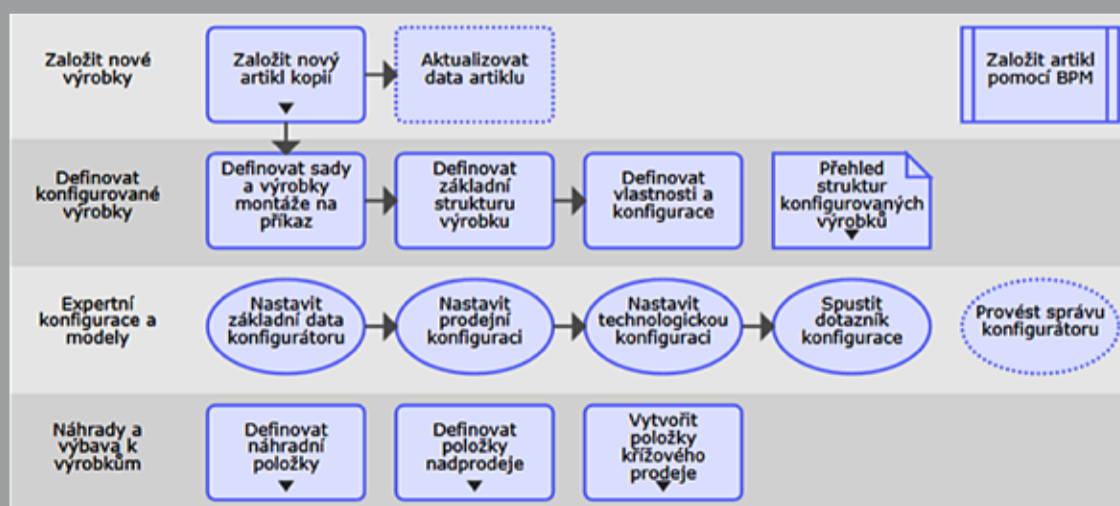 Založit nové
výrobky
Založit nový
artikl kopií
Aktualizovat
data artiklu
Založit artikl
pomocí BPM
Definovat
konfigurované
výrobky
Definovat sady
a výrobky
montáže na
příkaz
Definovat
základní
strukturu
výrobku
Definovat
vlastnosti a
konfigurace
Přehled
struktur
konfigurovaných
výrobků
Expertní
konfigurace a
modely
Nastavit
základní data
konfigurátoru
Nastavit
prodejní
konfiguraci
Nastavit
technologickou
konfiguraci
Spustit
dotazník
konfigurace
Provést správu
konfigurátoru
Náhrady a
výbava k
výrobkům
Definovat
náhradní
položky
Definovat
položky
nadprodeje
Vytvořit
položky
křížového
prodeje